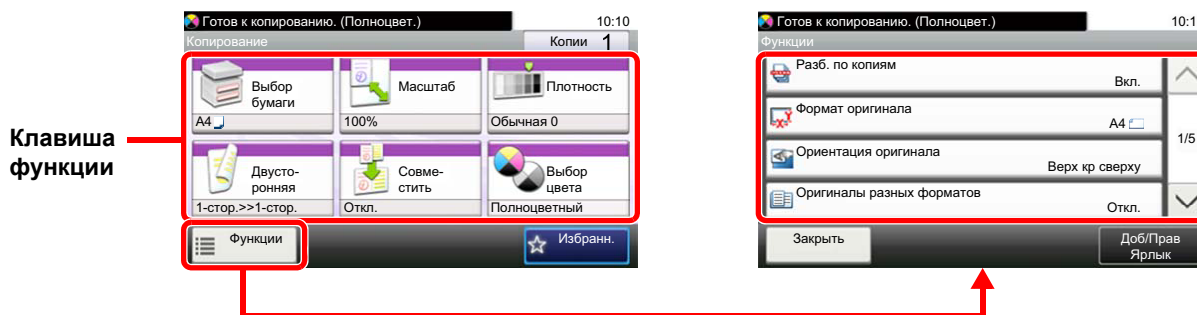 Клавиша
функции
Готов к копированию. (Полноцвет.) 10:10
Копирование Копии 1
Выбор
бумаги
A4
Масштаб
100%
Плотность
Обычная 0
Двусто-
ронняя
1-стор.>>1-стор.
Совме-
стить
Откл.
Выбор
цвета
Полноцветный
Функции Избранн.
Готов к копированию. (Полноцвет.) 10:1
Функции
Разб. по копиям
Вкл.
Формат оригинала
A4
1/5
Ориентация оригинала
Верх кр сверху
Оригиналы разных форматов
Откл.
Закрыть
Доб/Прав
Ярлык